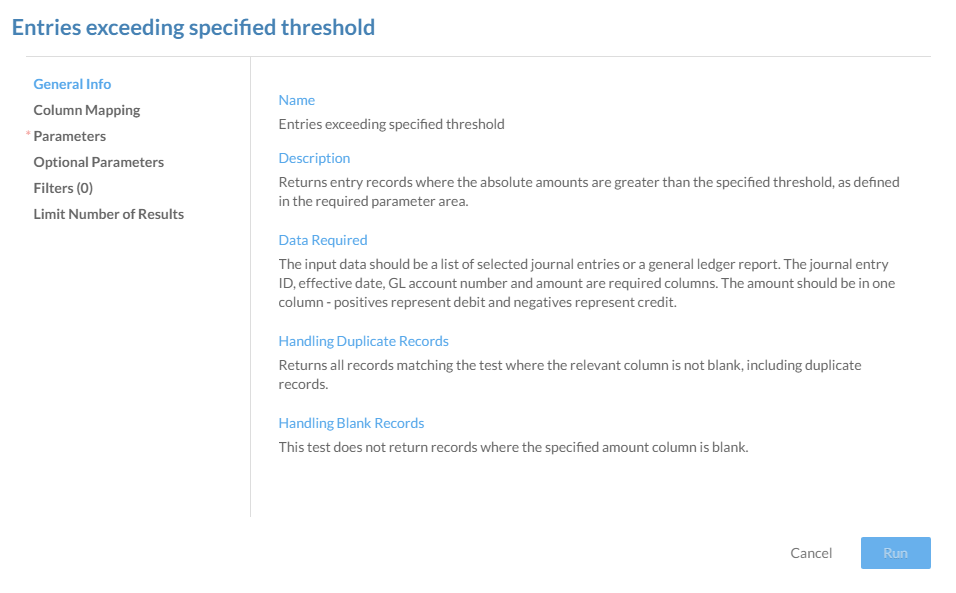 Entries exceeding specified threshold
General Info
Column Mapping
* Parameters
Optional Parameters
Filters (0)
Limit Number of Results
Name
Entries exceeding specified threshold
Description
Returns entry records where the absolute amounts are greater than the specified threshold, as defined
in the required parameter area.
Data Required
The input data should be a list of selected journal entries or a general ledger report. The journal entry
ID, effective date, GL account number and amount are required columns. The amount should be in one
column - positives represent debit and negatives represent credit.
Handling Duplicate Records
Returns all records matching the test where the relevant column is not blank, including duplicate
records.
Handling Blank Records
This test does not return records where the specified amount column is blank.
Cancel
Run